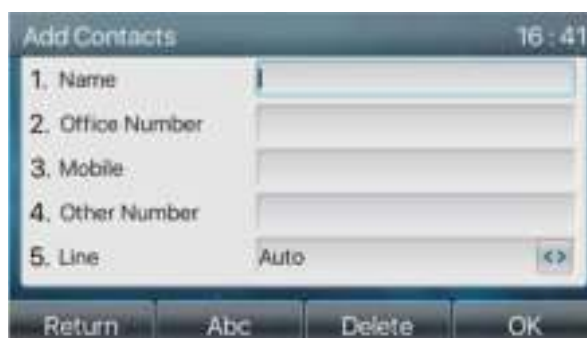 Add Contacts 16:41
1. Name
2. Office Number
3. Mobile
4. Other Number
5. Line Auto <>
Return Abc Delete OK